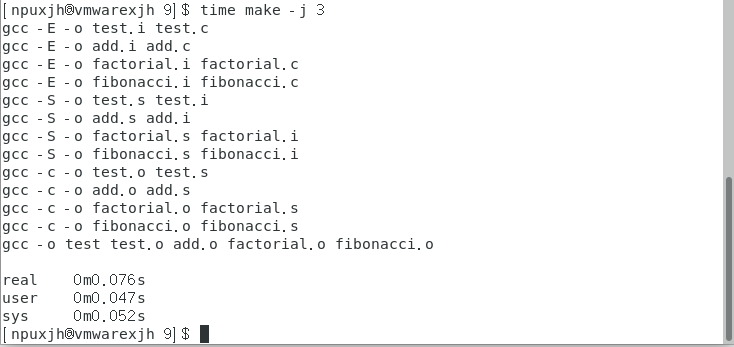 [npuxjh@vmwarexjh 9]$ time make -j 3
gcc -E -o test.i test.c
gcc -E -o add.i add.c
gcc -E -o factorial.i factorial.c
gcc -E -o fibonacci.i fibonacci.c
gcc -S -o test.s test.i
gcc -S -o add.s add.i
gcc -S -o factorial.s factorial.i
gcc -S -o fibonacci.s fibonacci.i
gcc -c -o test.o test.s
gcc -c -o add.o add.s
gcc -c -o factorial.o factorial.s
gcc -c -o fibonacci.o fibonacci.s
gcc -o test test.o add.o factorial.o fibonacci.o
real 0m0.076s
user 0m0.047s
sys 0m0.052s
[npuxjh@vmwarexjh 9]$